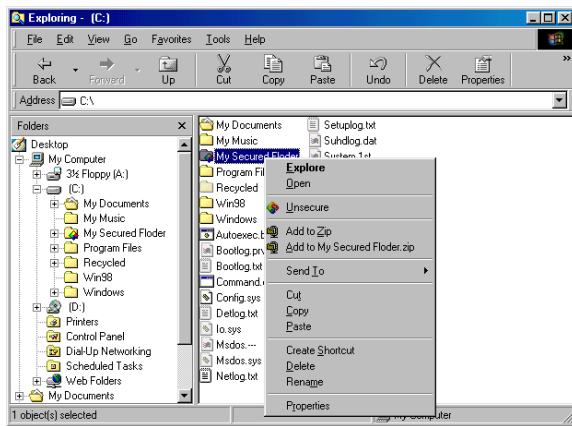 Exploring - (C:)
File Edit View Go Favorites Tools Help
Back Forward Up Cut Copy Paste Undo Delete Properties »
Address C:\
Folders x
Desktop
My Computer
3½ Floppy (A:)
(C:)
My Documents
My Music
My Secured Floder
Program Files
Recycled
Win98
Windows
(D:)
Printers
Control Panel
Dial-Up Networking
Scheduled Tasks
Web Folders
My Documents
My Documents
My Music
My Secured Floder
Program Fil
Recycled
Win98
Windows
Autoexec.b
Bootlog.prv
Bootlog.txt
Command.
Config.sys
Detlog.txt
Io.sys
Msdos.---
Msdos.sys
Netlog.txt
Setuplog.txt
Suhdlog.dat
System.1st
Explore
Open
Unsecure
Add to Zip
Add to My Secured Floder.zip
Send To
Cut
Copy
Paste
Create Shortcut
Delete
Rename
Properties
1 object(s) selected
My Computer